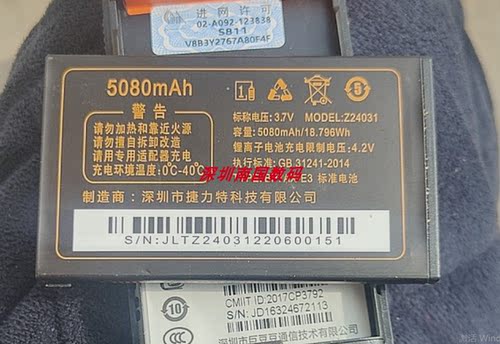 进网许可
02-A092-123838
SB11
V8B3Y2767A80F4F
5080mAh
警告
请勿加热和靠近火源
请勿擅自拆卸改造
请用专用适配器充电
充电环境温度:0℃-40℃
标称电压:3.7V MODEL:Z24031
容量:5080mAh/18.796Wh
锂离子电池充电限制电压:4.2V
执行标准:GB 31241-2014
E3 标准电池
深圳南国数码
制造商:深圳市捷力特科技有限公司
S/N:JLTZ24031220600151
CMIIT ID:2017CP3792
S/N: JD16324672113
深圳市巨豆豆通信技术有限公司
10